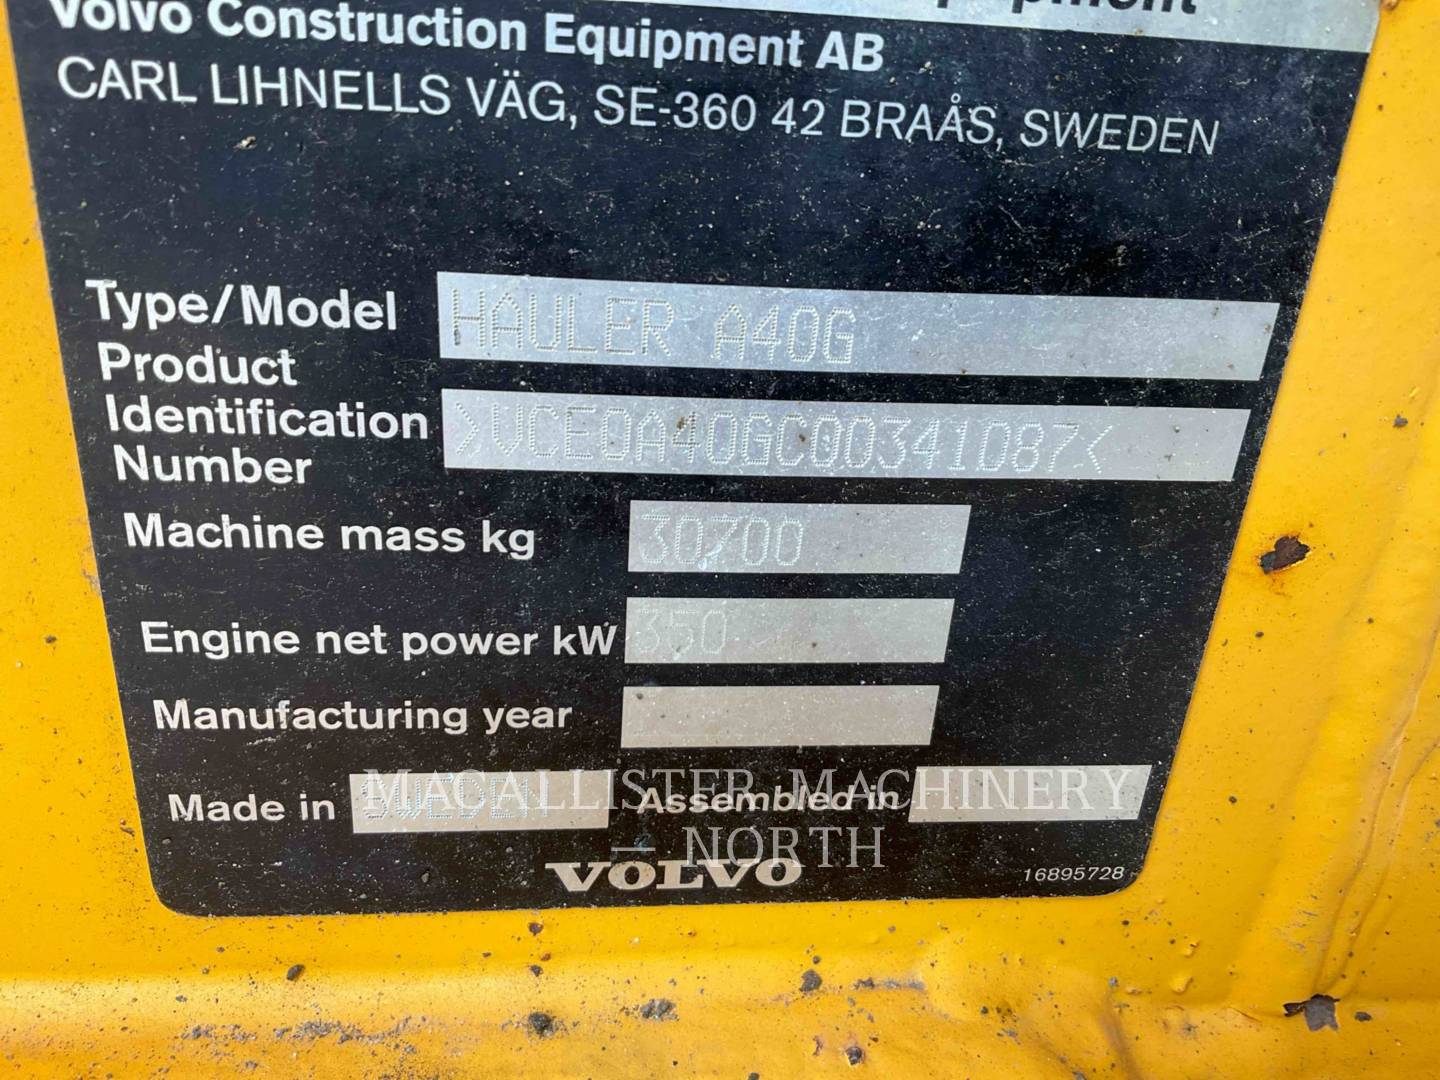 Volvo Construction Equipment AB
CARL LIHNELLS VÄG, SE-360 42 BRAÅS, SWEDEN
Type/Model HAULER A40G
Product
Identification >VCE0A40GC00341087<
Number
Machine mass kg 30700
Engine net power kW 350
Manufacturing year
Made in SWEDEN Assembled in
MACALLISTER MACHINERY
— NORTH
VOLVO
16895728